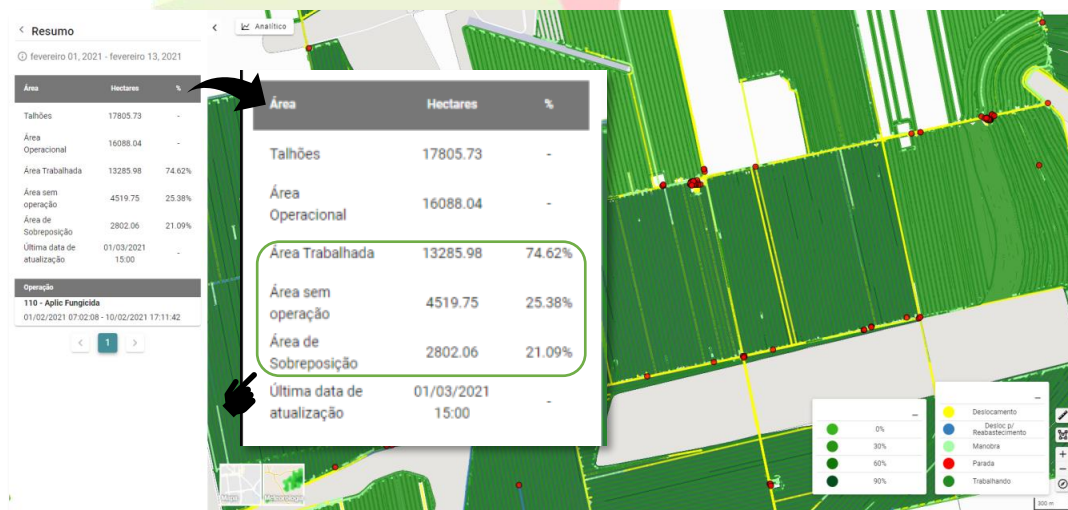 Resumo
Analítico
fevereiro 01, 2021 - fevereiro 13, 2021
Área Hectares %
Talhões 17805.73 -
Área
Operacional 16088.04 -
Área Trabalhada 13285.98 74.62%
Área sem
operação 4519.75 25.38%
Área de
Sobreposição 2802.06 21.09%
Última data de
atualização 01/03/2021
15:00 -
Operação
110 - Aplic Fungicida
01/02/2021 07:02:08 - 10/02/2021 17:11:42
< 1 >
Área Hectares %
Talhões 17805.73 -
Área
Operacional 16088.04 -
Área Trabalhada 13285.98 74.62%
Área sem
operação 4519.75 25.38%
Área de
Sobreposição 2802.06 21.09%
Última data de
atualização 01/03/2021
15:00 -
0%
30%
60%
90%
Deslocamento
Desloc p/
Reabastecimento
Manobra
Parada
Trabalhando
Mapa
300 m